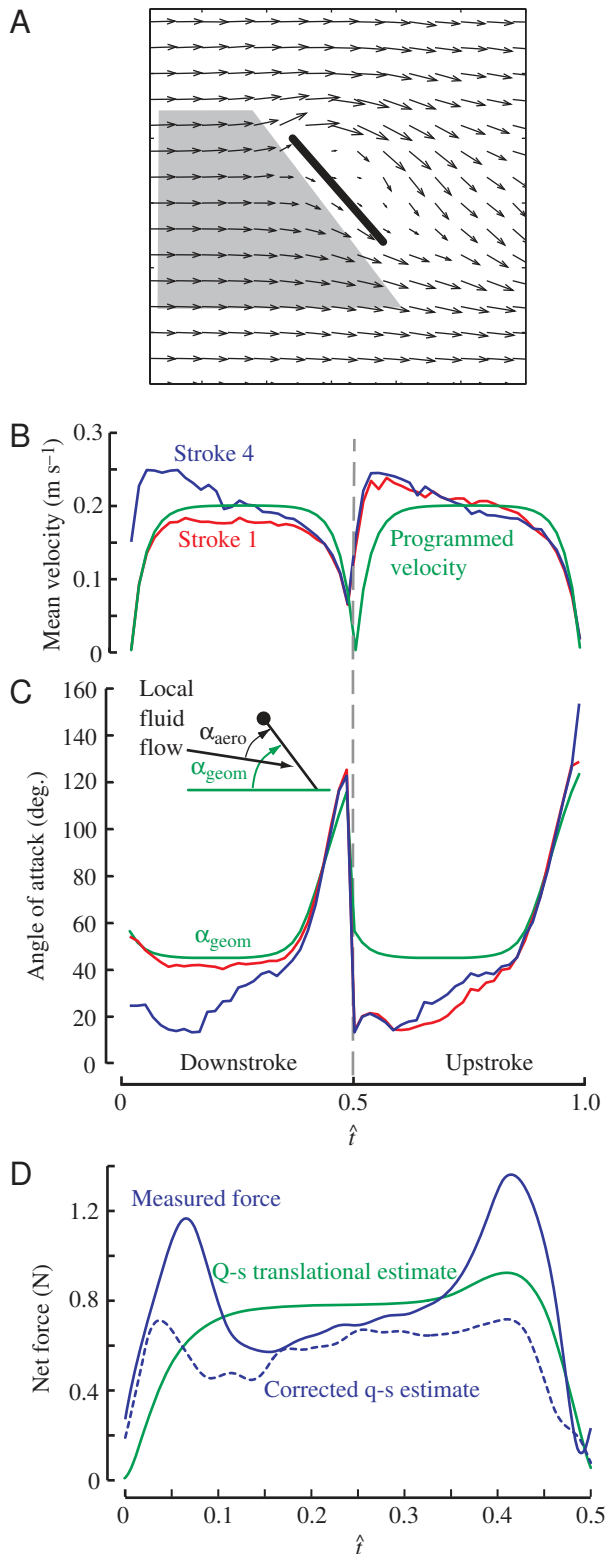 A
B
Mean velocity (m s⁻¹)
0.3
0.2
0.1
0
Stroke 4
Stroke 1
Programmed
velocity
C
Angle of attack (deg.)
160
140
120
100
80
60
40
20
0
Local
fluid
flow
αaero
αgeom
αgeom
Downstroke
Upstroke
0
0.5
1.0
t̂
D
Net force (N)
1.2
0.8
0.4
0
Measured force
Q-s translational estimate
Corrected q-s estimate
0
0.1
0.2
0.3
0.4
0.5
t̂